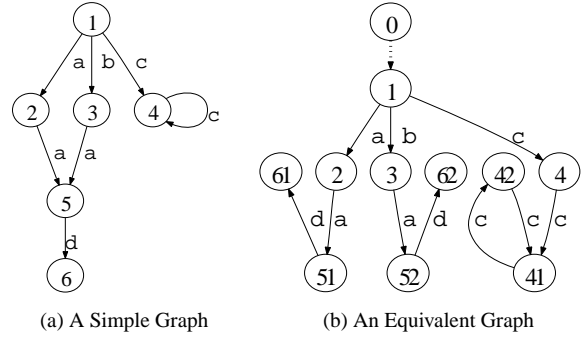 1
a b c
2 3 4 c
a a
5
d
6
(a) A Simple Graph
0
1
a b c
61 2 3 62 42 4
d a a d c c c
51 52 41
(b) An Equivalent Graph